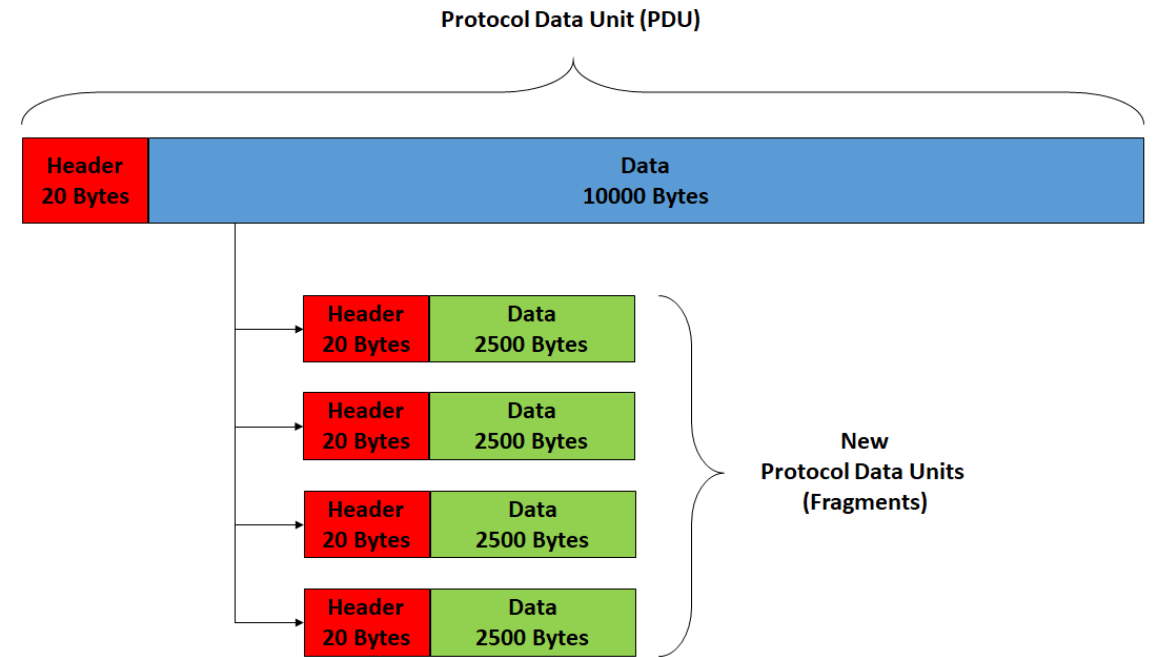 Protocol Data Unit (PDU)
Header
20 Bytes
Data
10000 Bytes
Header
20 Bytes
Data
2500 Bytes
Header
20 Bytes
Data
2500 Bytes
Header
20 Bytes
Data
2500 Bytes
Header
20 Bytes
Data
2500 Bytes
New
Protocol Data Units
(Fragments)